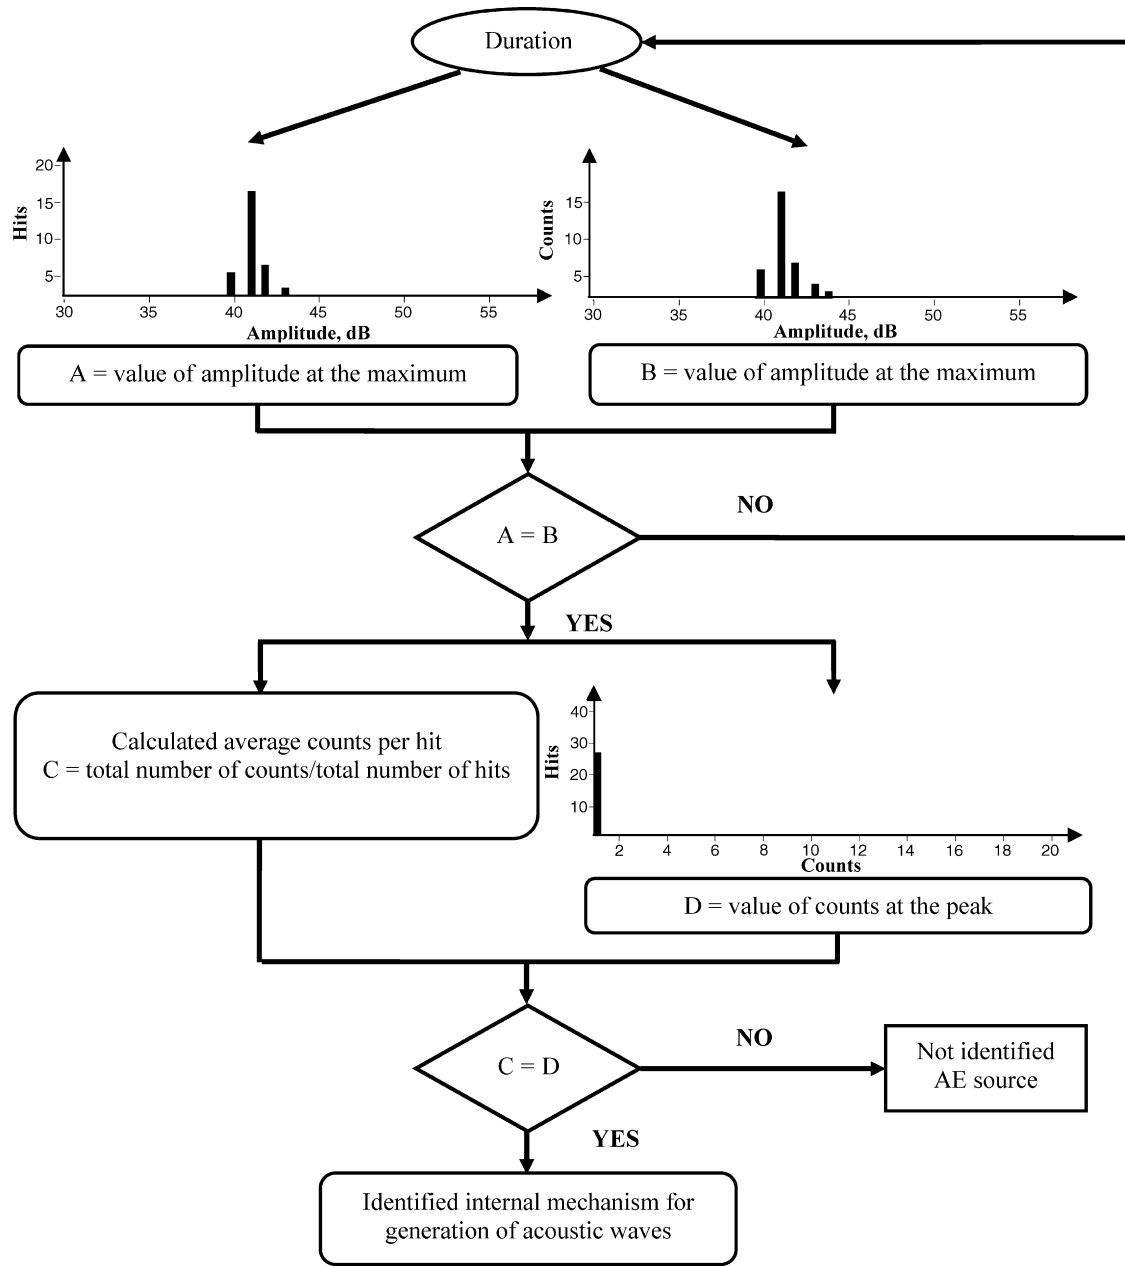 Duration
20
15
10
5
Hits
30 35 40 45 50 55
Amplitude, dB
15
10
5
Counts
30 35 40 45 50 55
Amplitude, dB
A = value of amplitude at the maximum
B = value of amplitude at the maximum
A = B
NO
YES
Calculated average counts per hit
C = total number of counts/total number of hits
40
30
20
10
Hits
2 4 6 8 10 12 14 16 18 20
Counts
D = value of counts at the peak
C = D
NO
Not identified
AE source
YES
Identified internal mechanism for
generation of acoustic waves